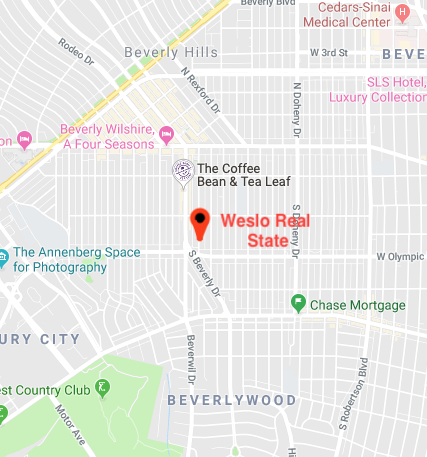 Beverly Blvd
Cedars-Sinai
Medical Center
Rodeo Dr
Beverly Hills
W 3rd St
BEVE
N Rexford Dr
N Doheny Dr
SLS Hotel,
Luxury Collection
Beverly Wilshire,
A Four Seasons
on
The Coffee
Bean & Tea Leaf
Weslo Real
State
S Doheny Dr
The Annenberg Space
for Photography
S Beverly Dr
W Olympic
Chase Mortgage
URY CITY
Beverwil Dr
est Country Club
Motor Ave
BEVERLYWOOD
S Robertson Blvd
Hi